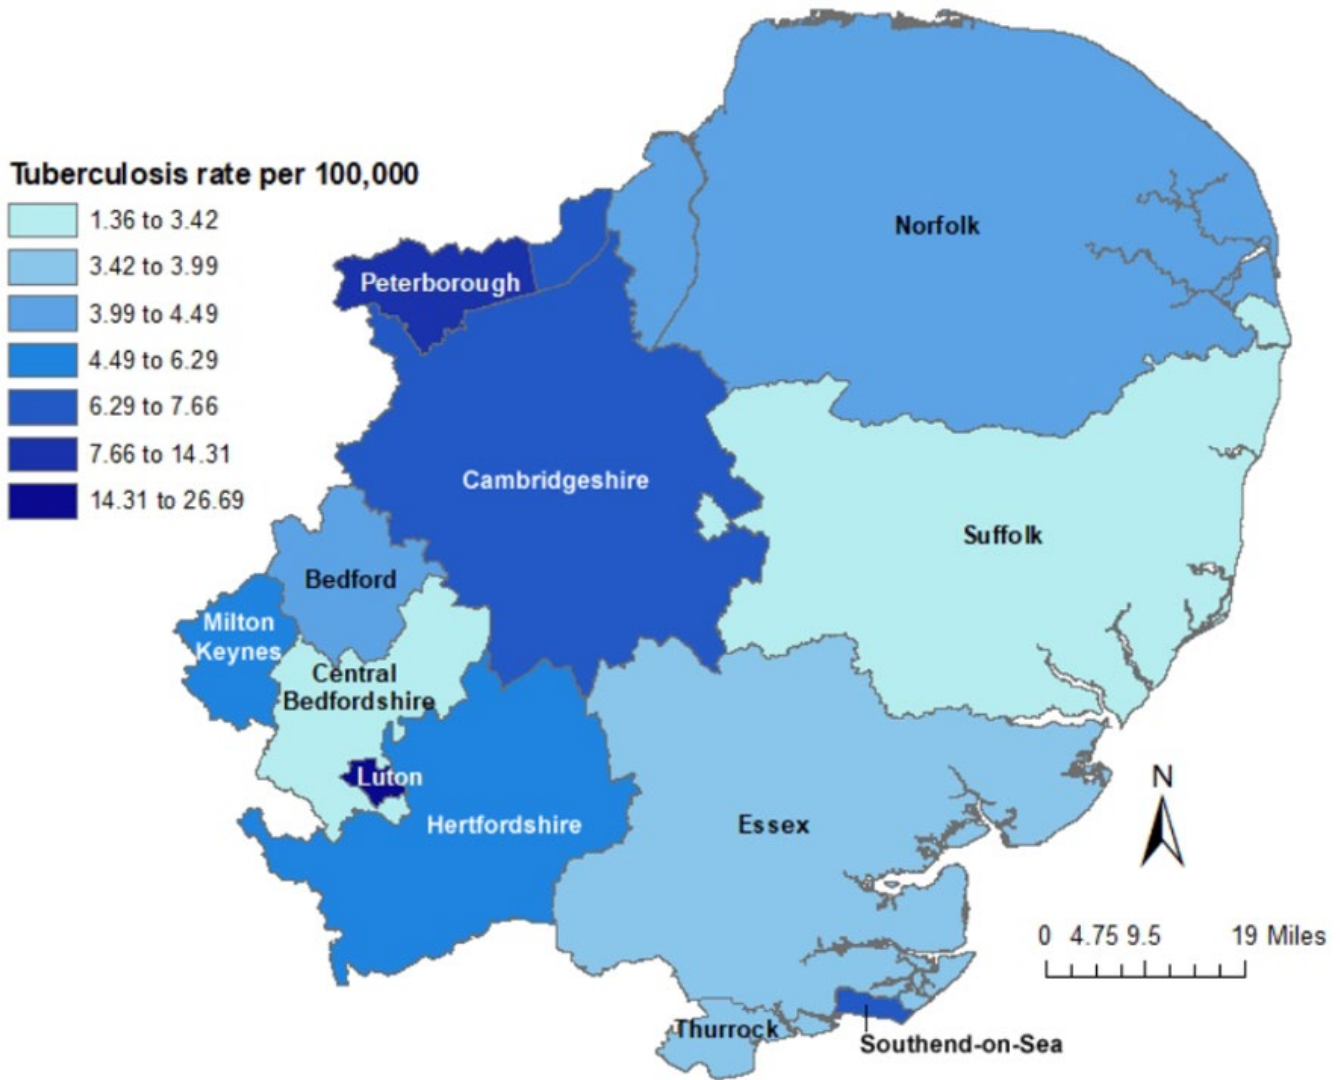 Tuberculosis rate per 100,000
1.36 to 3.42
3.42 to 3.99
3.99 to 4.49
4.49 to 6.29
6.29 to 7.66
7.66 to 14.31
14.31 to 26.69
Norfolk
Peterborough
Cambridgeshire
Suffolk
Bedford
Milton
Keynes
Central
Bedfordshire
Luton
Hertfordshire
Essex
N
0 4.75 9.5 19 Miles
Thurrock
Southend-on-Sea